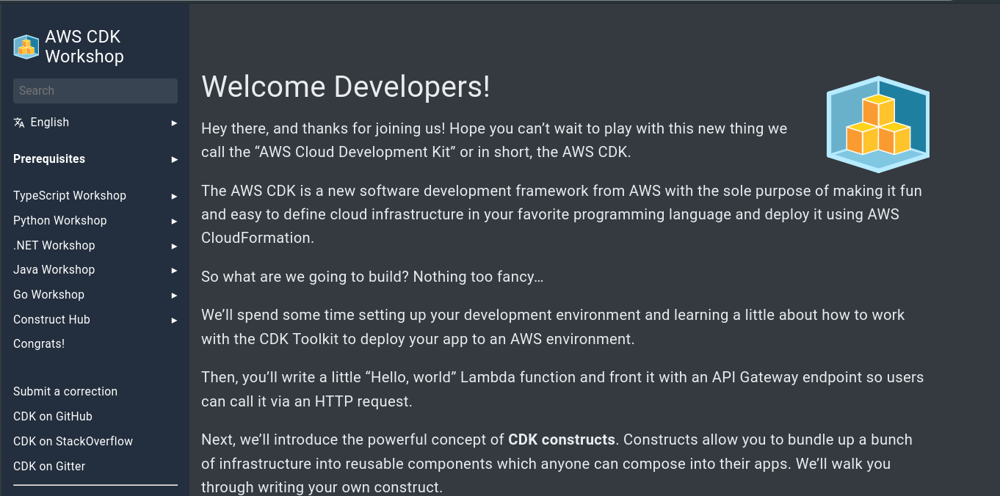 AWS CDK
Workshop
Search
English
Prerequisites
TypeScript Workshop
Python Workshop
.NET Workshop
Java Workshop
Go Workshop
Construct Hub
Congrats!
Submit a correction
CDK on GitHub
CDK on StackOverflow
CDK on Gitter
Welcome Developers!
Hey there, and thanks for joining us! Hope you can’t wait to play with this new thing we
call the “AWS Cloud Development Kit” or in short, the AWS CDK.
The AWS CDK is a new software development framework from AWS with the sole purpose of making it fun
and easy to define cloud infrastructure in your favorite programming language and deploy it using AWS
CloudFormation.
So what are we going to build? Nothing too fancy…
We’ll spend some time setting up your development environment and learning a little about how to work
with the CDK Toolkit to deploy your app to an AWS environment.
Then, you’ll write a little “Hello, world” Lambda function and front it with an API Gateway endpoint so users
can call it via an HTTP request.
Next, we’ll introduce the powerful concept of CDK constructs. Constructs allow you to bundle up a bunch
of infrastructure into reusable components which anyone can compose into their apps. We’ll walk you
through writing your own construct.